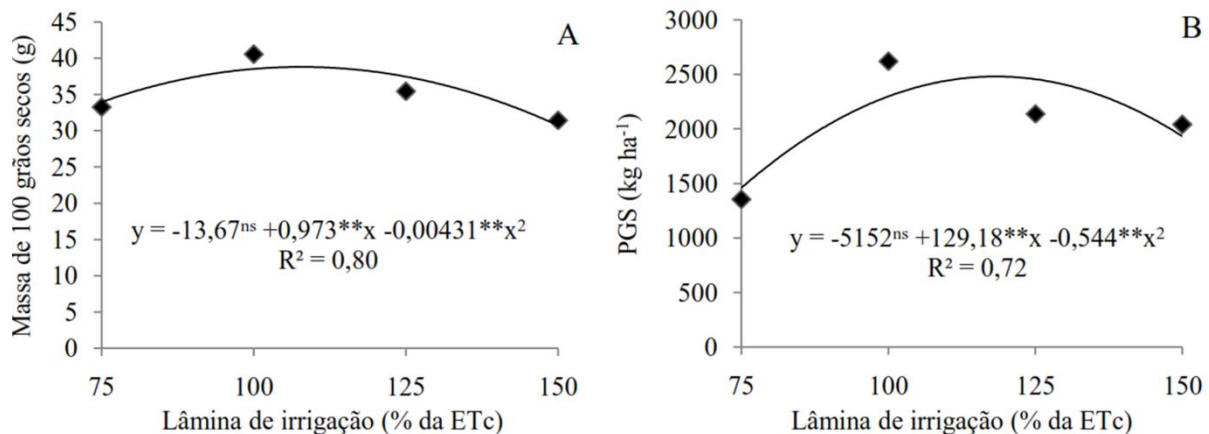 A
Massa de 100 grãos secos (g)
45
40
35
30
25
20
15
10
5
0
y = -13,67ⁿˢ +0,973**x -0,00431**x²
R² = 0,80
75 100 125 150
Lâmina de irrigação (% da ETc)
B
PGS (kg ha⁻¹)
3000
2500
2000
1500
1000
500
0
y = -5152ⁿˢ +129,18**x -0,544**x²
R² = 0,72
75 100 125 150
Lâmina de irrigação (% da ETc)